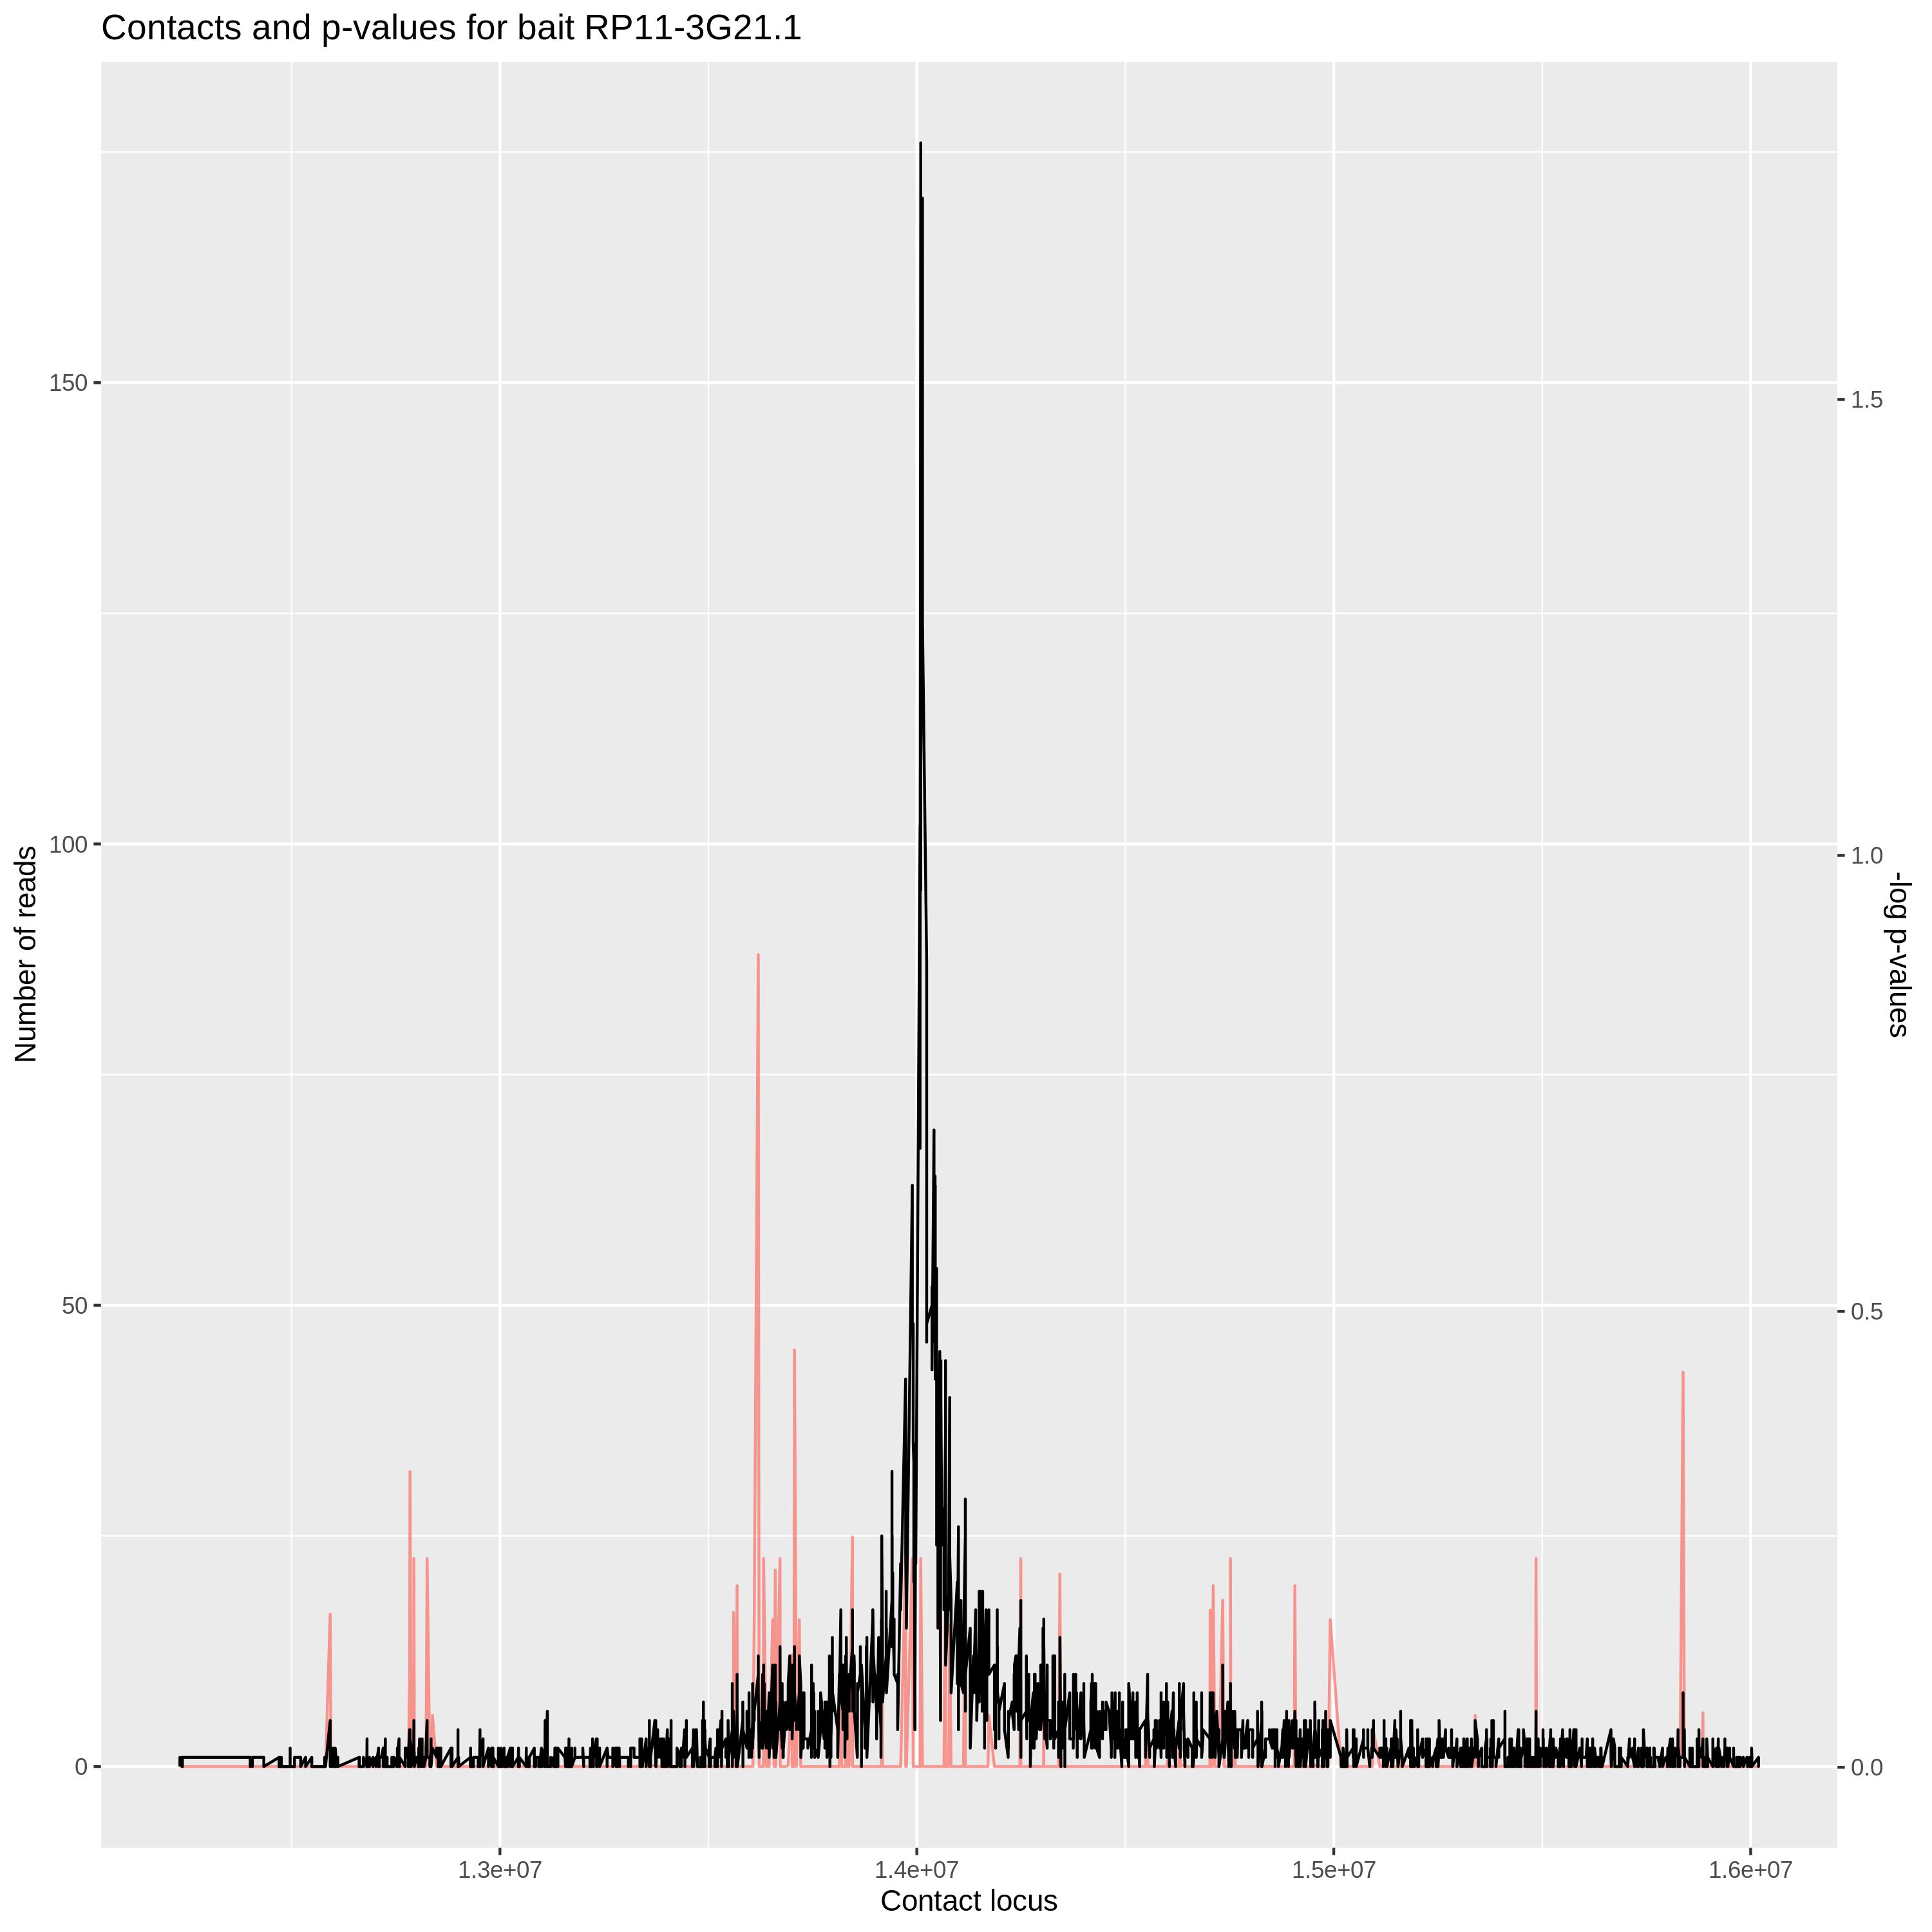 Contacts and p-values for bait RP11-3G21.1
Number of reads
150
100
50
0
1.5
1.0
0.5
0.0
-log p-values
1.3e+07
1.4e+07
1.5e+07
1.6e+07
Contact locus